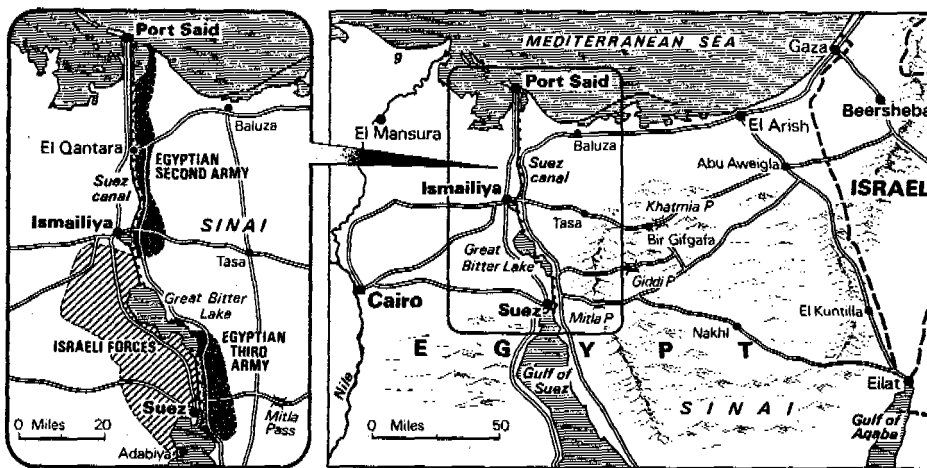 Port Said
El Qantara
Baluza
EGYPTIAN
SECOND ARMY
Suez
canal
Ismailiya
SINAI
Tasa
Great Bitter
Lake
ISRAELI FORCES
EGYPTIAN
THIRD
ARMY
Suez
Mitla
Pass
0 Miles 20
Adabiya
MEDITERRANEAN SEA
Gaza
Port Said
Beersheba
El Mansura
El Arish
Baluza
Abu Aweigla
Suez
canal
ISRAEL
Ismailiya
Khatmia P
Tasa
Bir Gifgafa
Great
Bitter Lake
Giddi P
Cairo
Suez
Mitla P
El Kuntilla
Nakhl
EGYPT
Nile
Gulf of
Suez
Eilat
SINAI
0 Miles 50
Gulf of
Aqaba